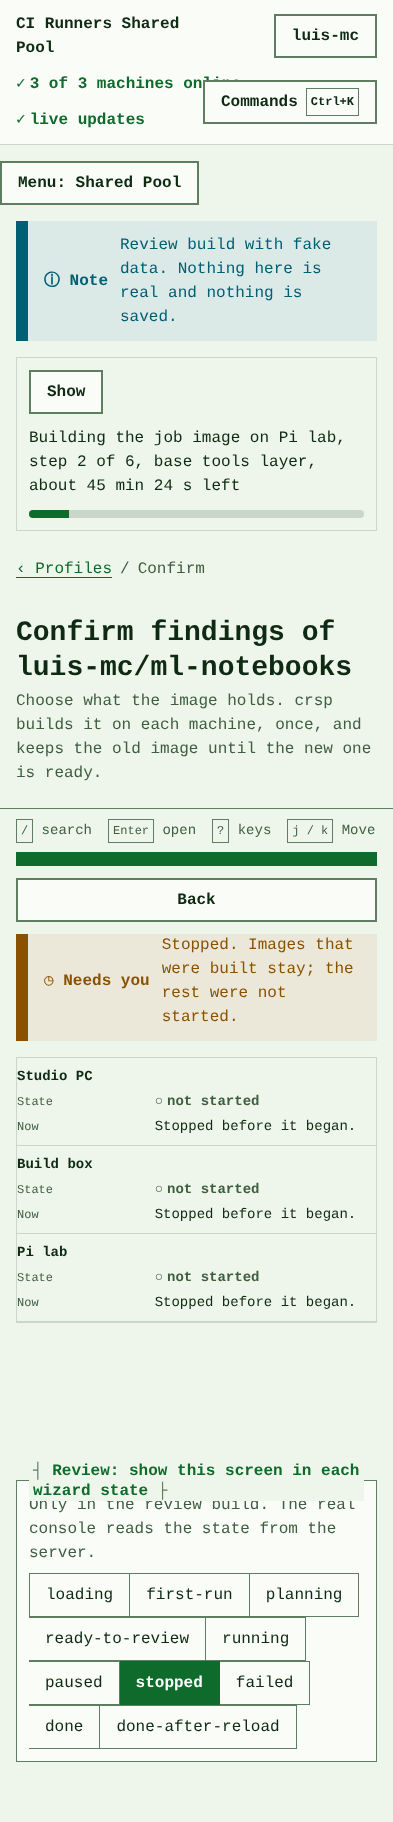 CI Runners Shared
Pool
luis-mc
✓ 3 of 3 machines online
Commands Ctrl+K
✓ live updates
Menu: Shared Pool
ⓘ Note
Review build with fake
data. Nothing here is
real and nothing is
saved.
Show
Building the job image on Pi lab,
step 2 of 6, base tools layer,
about 45 min 24 s left
‹ Profiles / Confirm
Confirm findings of
luis-mc/ml-notebooks
Choose what the image holds. crsp
builds it on each machine, once, and
keeps the old image until the new one
is ready.
/ search Enter open ? keys j / k Move
Back
◷ Needs you
Stopped. Images that
were built stay; the
rest were not
started.
Studio PC
State ○ not started
Now Stopped before it began.
Build box
State ○ not started
Now Stopped before it began.
Pi lab
State ○ not started
Now Stopped before it began.
┤ Review: show this screen in each
wizard state ├
Only in the review build. The real
console reads the state from the
server.
loading first-run planning
ready-to-review running
paused stopped failed
done done-after-reload